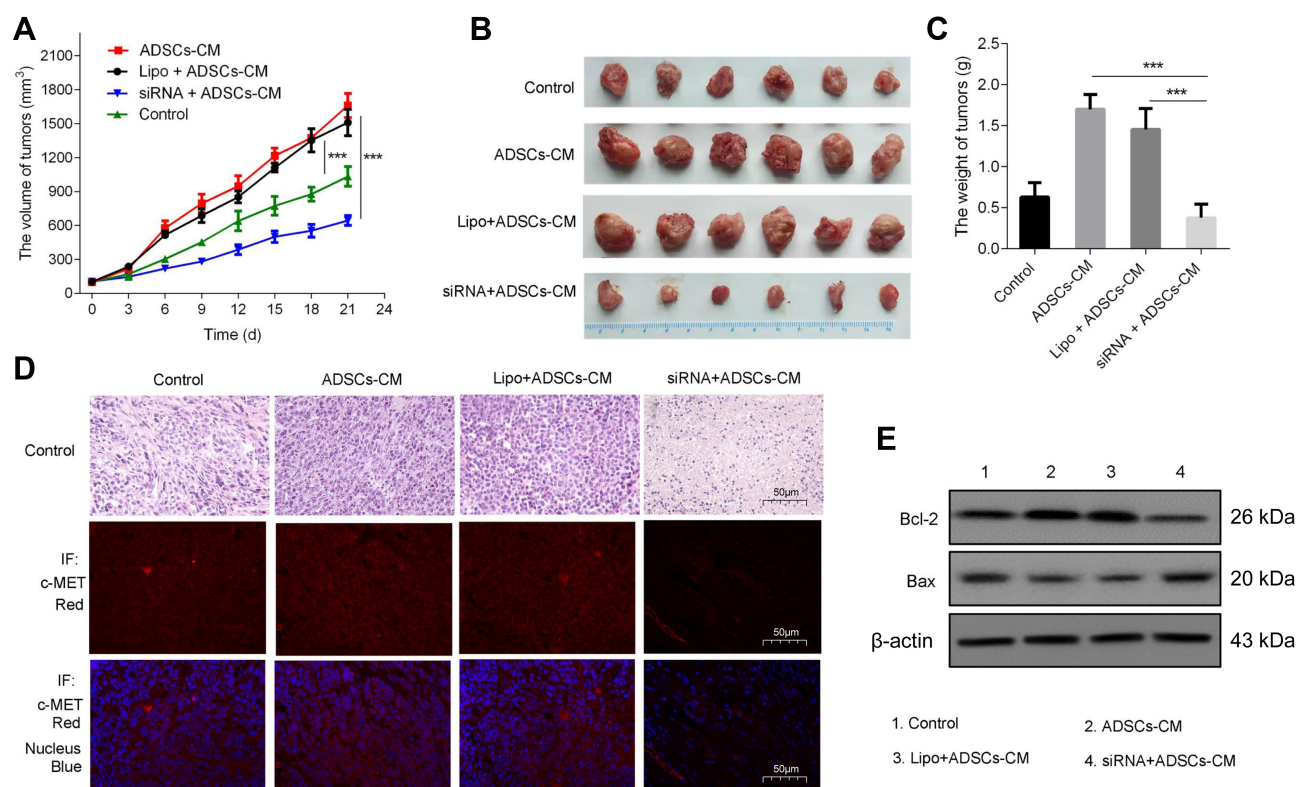 A
ADSCs-CM
Lipo + ADSCs-CM
siRNA + ADSCs-CM
Control
The volume of tumors (mm³)
2100
1800
1500
1200
900
600
300
0
***
***
0 3 6 9 12 15 18 21 24
Time (d)
B
Control
ADSCs-CM
Lipo+ADSCs-CM
siRNA+ADSCs-CM
C
The weight of tumors (g)
2.5
2.0
1.5
1.0
0.5
0.0
***
***
Control
ADSCs-CM
Lipo + ADSCs-CM
siRNA + ADSCs-CM
D
Control ADSCs-CM Lipo+ADSCs-CM siRNA+ADSCs-CM
Control
50μm
IF:
c-MET
Red
50μm
IF:
c-MET
Red
Nucleus
Blue
50μm
E
1 2 3 4
Bcl-2 26 kDa
Bax 20 kDa
β-actin 43 kDa
1. Control 2. ADSCs-CM
3. Lipo+ADSCs-CM 4. siRNA+ADSCs-CM